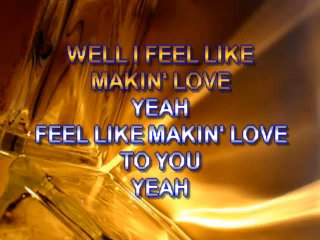 WELL I FEEL LIKE
MAKIN' LOVE
YEAH
FEEL LIKE MAKIN' LOVE
TO YOU
YEAH